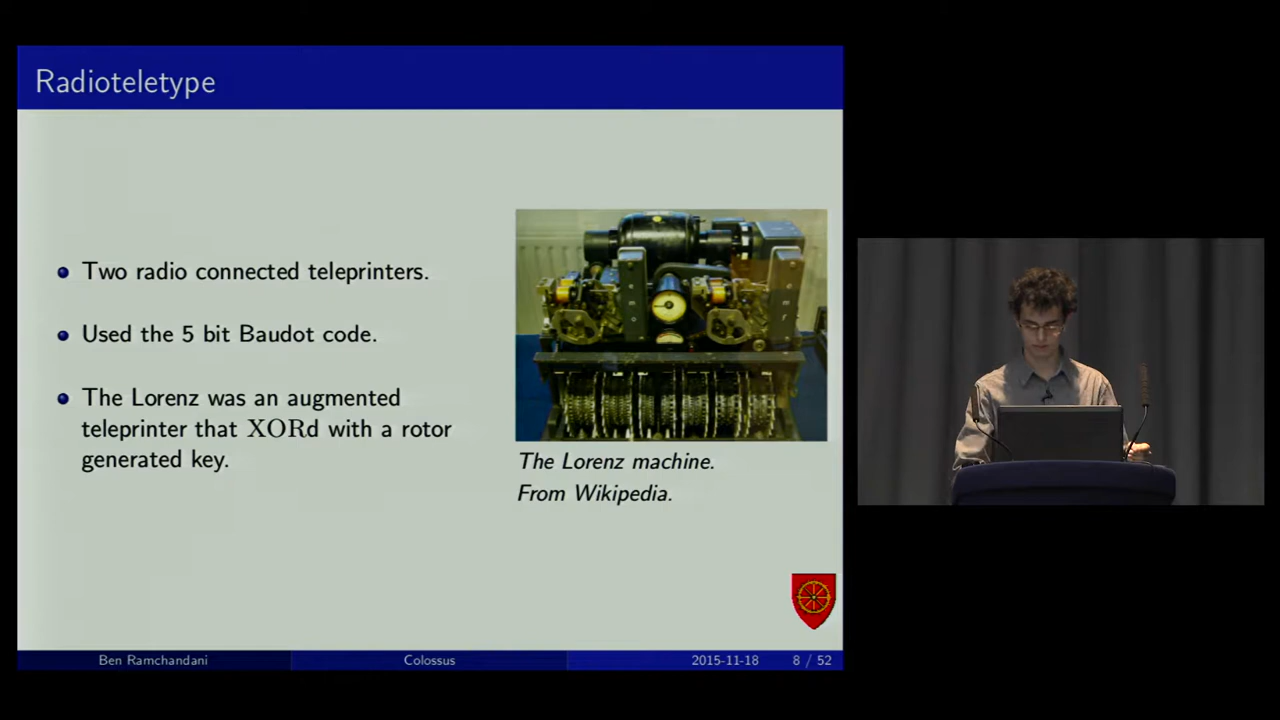 Radioteletype
Two radio connected teleprinters.
Used the 5 bit Baudot code.
The Lorenz was an augmented
teleprinter that XORd with a rotor
generated key.
The Lorenz machine.
From Wikipedia.
Ben Ramchandani
Colossus
2015-11-18
8 / 52